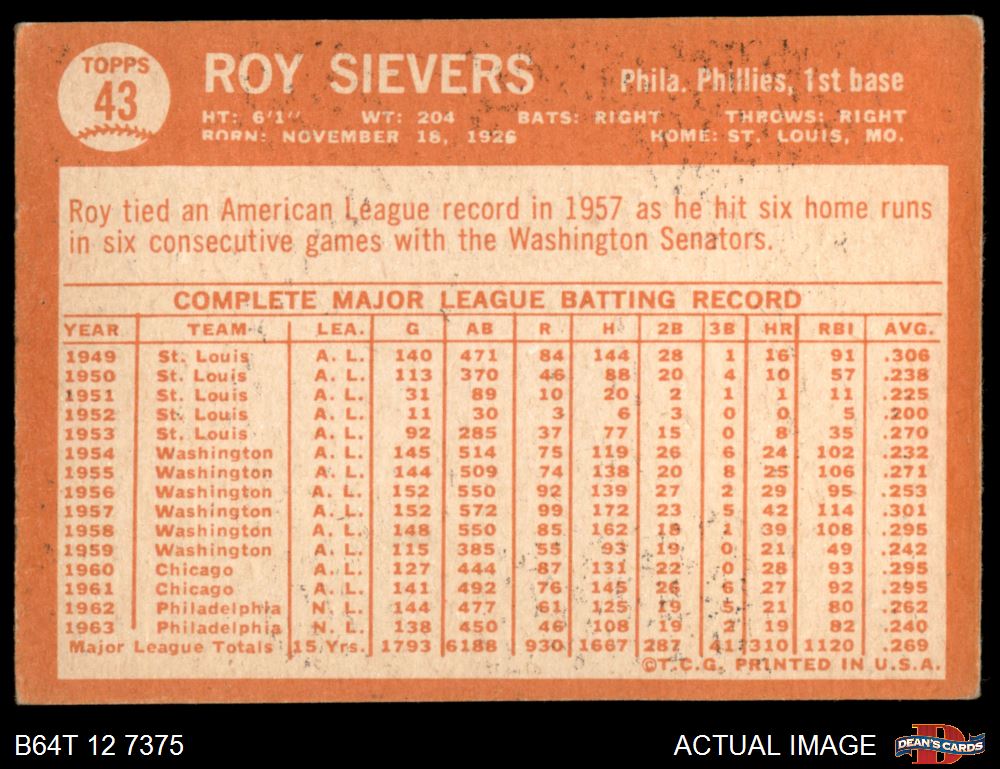 TOPPS
43
ROY SIEVERS
Phila. Phillies, 1st base
HT: 6'1" WT: 204 BATS: RIGHT THROWS: RIGHT
BORN: NOVEMBER 18, 1926 HOME: ST. LOUIS, MO.
Roy tied an American League record in 1957 as he hit six home runs
in six consecutive games with the Washington Senators.
COMPLETE MAJOR LEAGUE BATTING RECORD
YEAR TEAM LEA. G AB R H 2B 3B HR RBI AVG.
1949 St. Louis A. L. 140 471 84 144 28 1 16 91 .306
1950 St. Louis A. L. 113 370 46 88 20 4 10 57 .238
1951 St. Louis A. L. 31 89 10 20 2 1 1 11 .225
1952 St. Louis A. L. 11 30 3 6 3 0 0 5 .200
1953 St. Louis A. L. 92 285 37 77 15 0 8 35 .270
1954 Washington A. L. 145 514 75 119 26 6 24 102 .232
1955 Washington A. L. 144 509 74 138 20 8 25 106 .271
1956 Washington A. L. 152 550 92 139 27 2 29 95 .253
1957 Washington A. L. 152 572 99 172 23 5 42 114 .301
1958 Washington A. L. 148 550 85 162 18 1 39 108 .295
1959 Washington A. L. 115 385 55 93 19 0 21 49 .242
1960 Chicago A. L. 127 444 87 131 22 0 28 93 .295
1961 Chicago A. L. 141 492 76 145 26 6 27 92 .295
1962 Philadelphia N. L. 144 477 61 125 19 5 21 80 .262
1963 Philadelphia N. L. 138 450 46 108 19 2 19 82 .240
Major League Totals 15 Yrs. 1793 6188 930 1667 287 41 310 1120 .269
©T.C.G. PRINTED IN U.S.A.
B64T 12 7375
ACTUAL IMAGE
DEAN'S CARDS